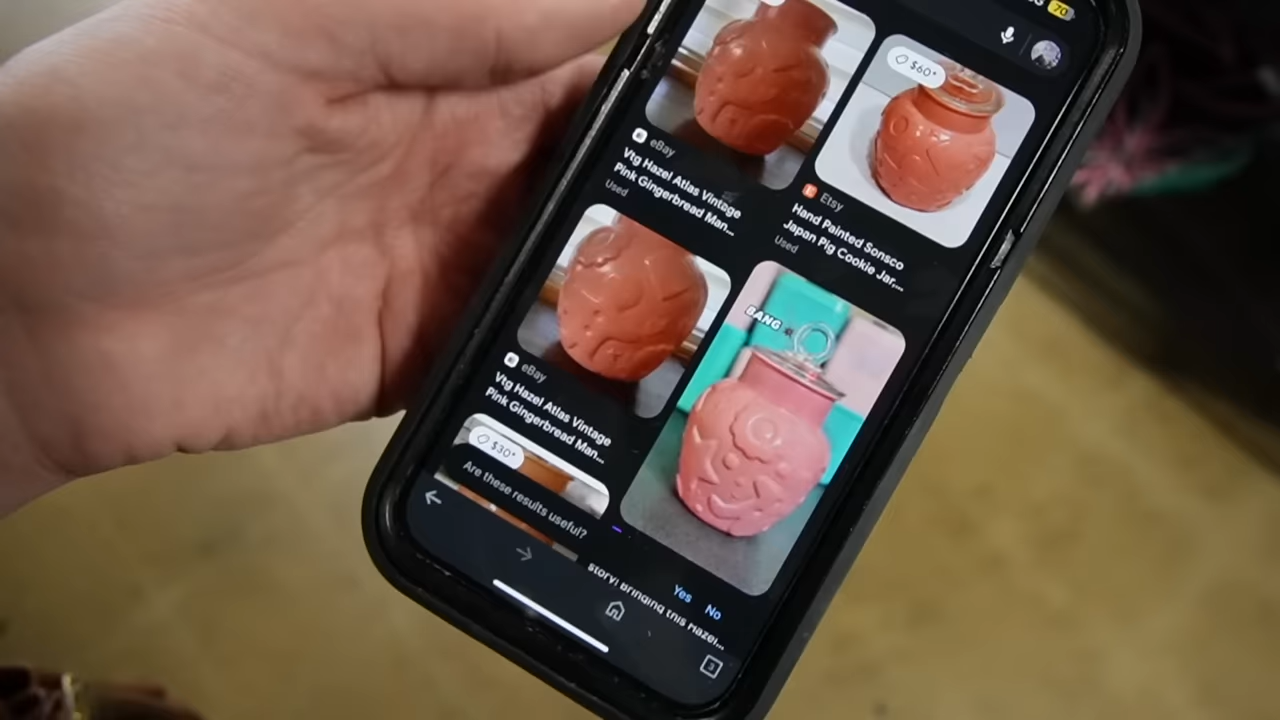 70
$60*
eBay
Vtg Hazel Atlas Vintage
Pink Gingerbread Man...
Used
Etsy
Hand Painted Sonsco
Japan Pig Cookie Jar,...
Used
BANG
eBay
Vtg Hazel Atlas Vintage
Pink Gingerbread Man...
$30*
Are these results useful?
Yes No
story! Bringing this Hazel...
3